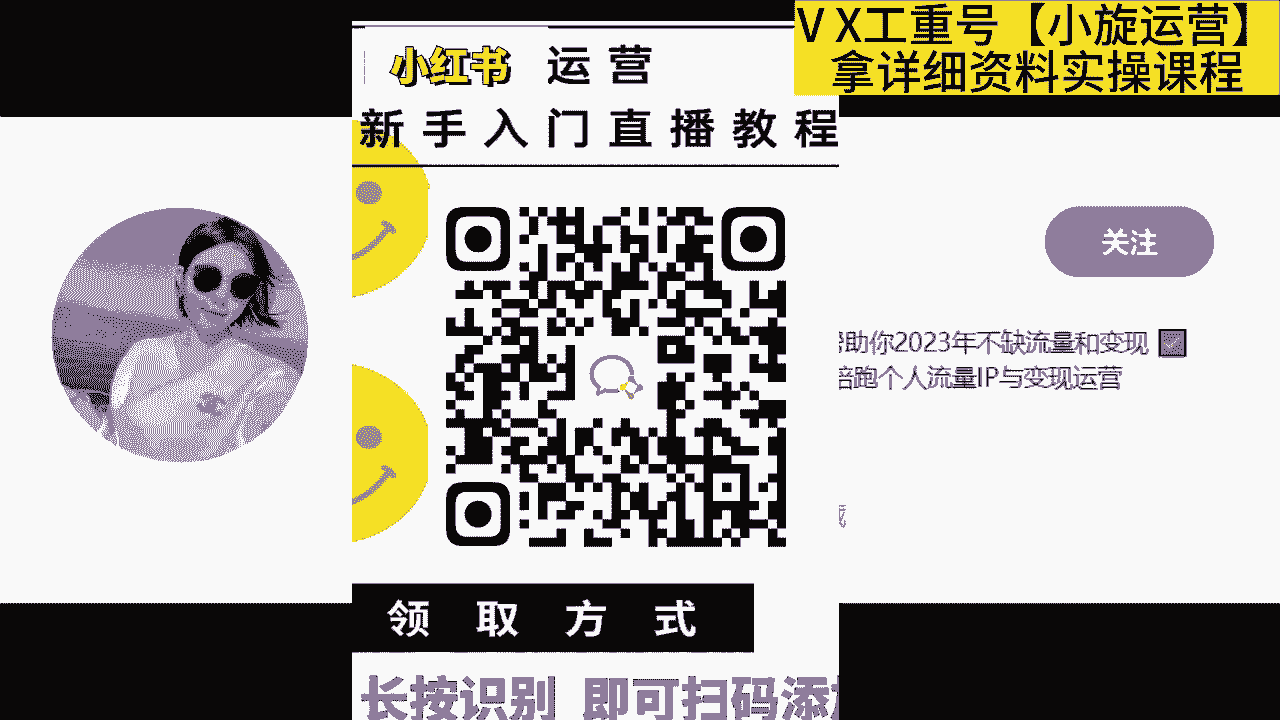 V X工重号【小旋运营】
拿详细资料实操课程
小红书 运营
新手入门直播教程
关注
助你2023年不缺流量和变现
陪跑个人流量IP与变现运营
领取方式
长按识别 即可扫码添